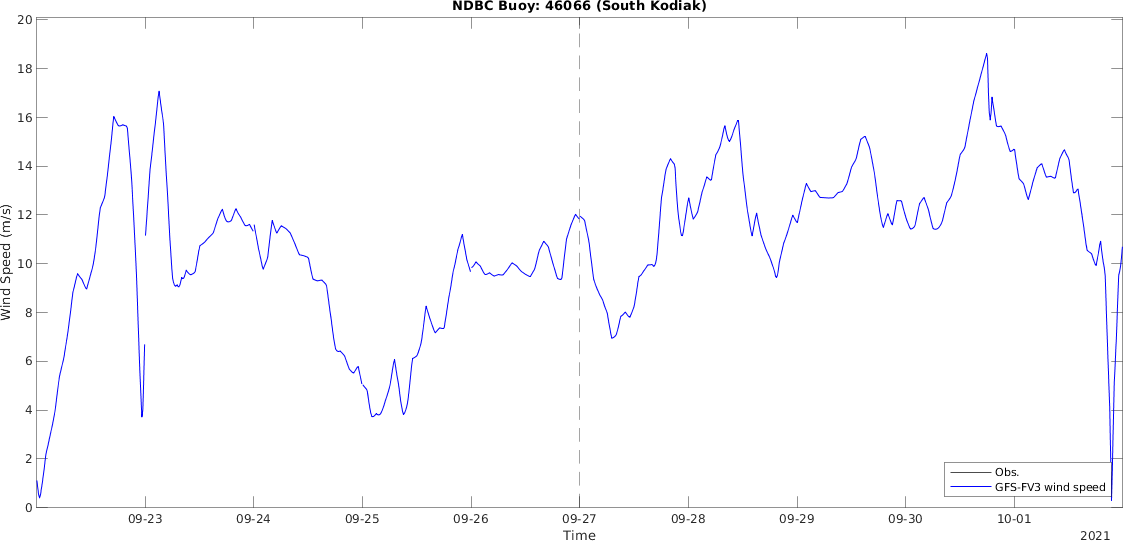 NDBC Buoy: 46066 (South Kodiak)
20
18
16
14
12
10
8
6
4
2
0
Wind Speed (m/s)
Obs.
GFS-FV3 wind speed
09-23 09-24 09-25 09-26 09-27 09-28 09-29 09-30 10-01
Time
2021